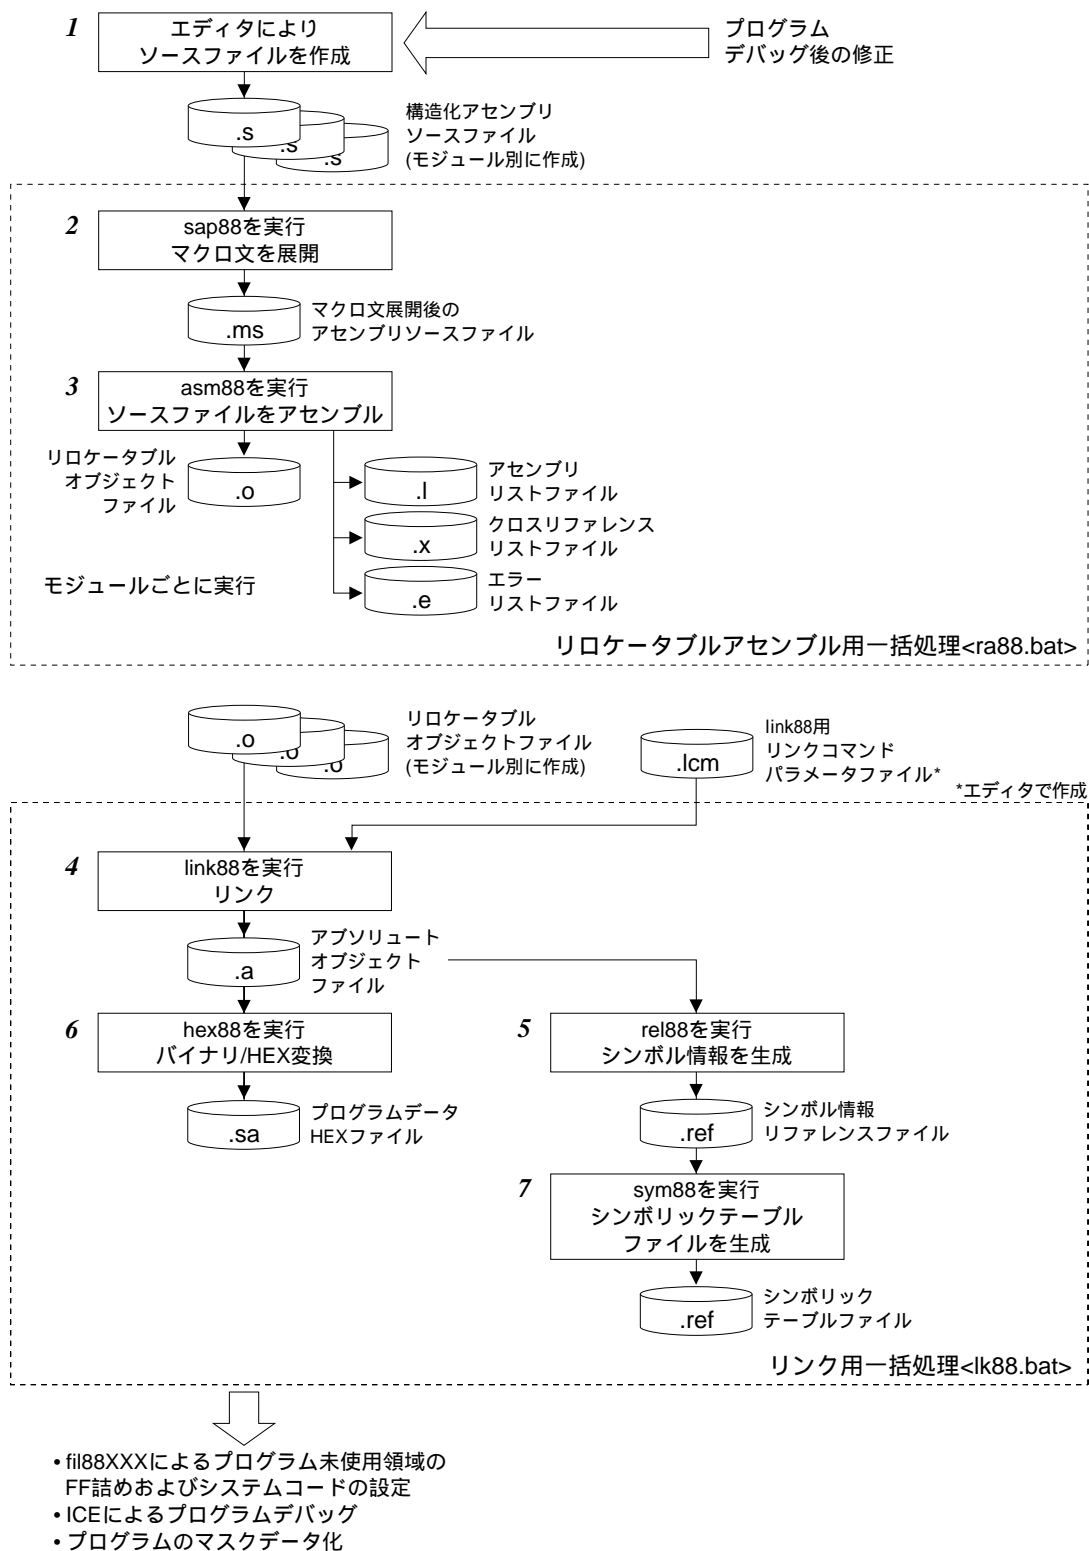 1
エディタにより
ソースファイルを作成
プログラム
デバッグ後の修正
.s
.s
.s
構造化アセンブリ
ソースファイル
(モジュール別に作成)
2
sap88を実行
マクロ文を展開
.ms
マクロ文展開後の
アセンブリソースファイル
3
asm88を実行
ソースファイルをアセンブル
リロケータブル
オブジェクト
ファイル
.o
.l
アセンブリ
リストファイル
.x
クロスリファレンス
リストファイル
.e
エラー
リストファイル
モジュールごとに実行
リロケータブルアセンブル用一括処理<ra88.bat>
.o
.o
.o
リロケータブル
オブジェクトファイル
(モジュール別に作成)
.lcm
link88用
リンクコマンド
パラメータファイル*
*エディタで作成
4
link88を実行
リンク
.a
アブソリュート
オブジェクト
ファイル
6
hex88を実行
バイナリ/HEX変換
5
rel88を実行
シンボル情報を生成
.sa
プログラムデータ
HEXファイル
.ref
シンボル情報
リファレンスファイル
7
sym88を実行
シンボリックテーブル
ファイルを生成
.ref
シンボリック
テーブルファイル
リンク用一括処理<lk88.bat>
• fil88XXXによるプログラム未使用領域の
FF詰めおよびシステムコードの設定
• ICEによるプログラムデバッグ
• プログラムのマスクデータ化